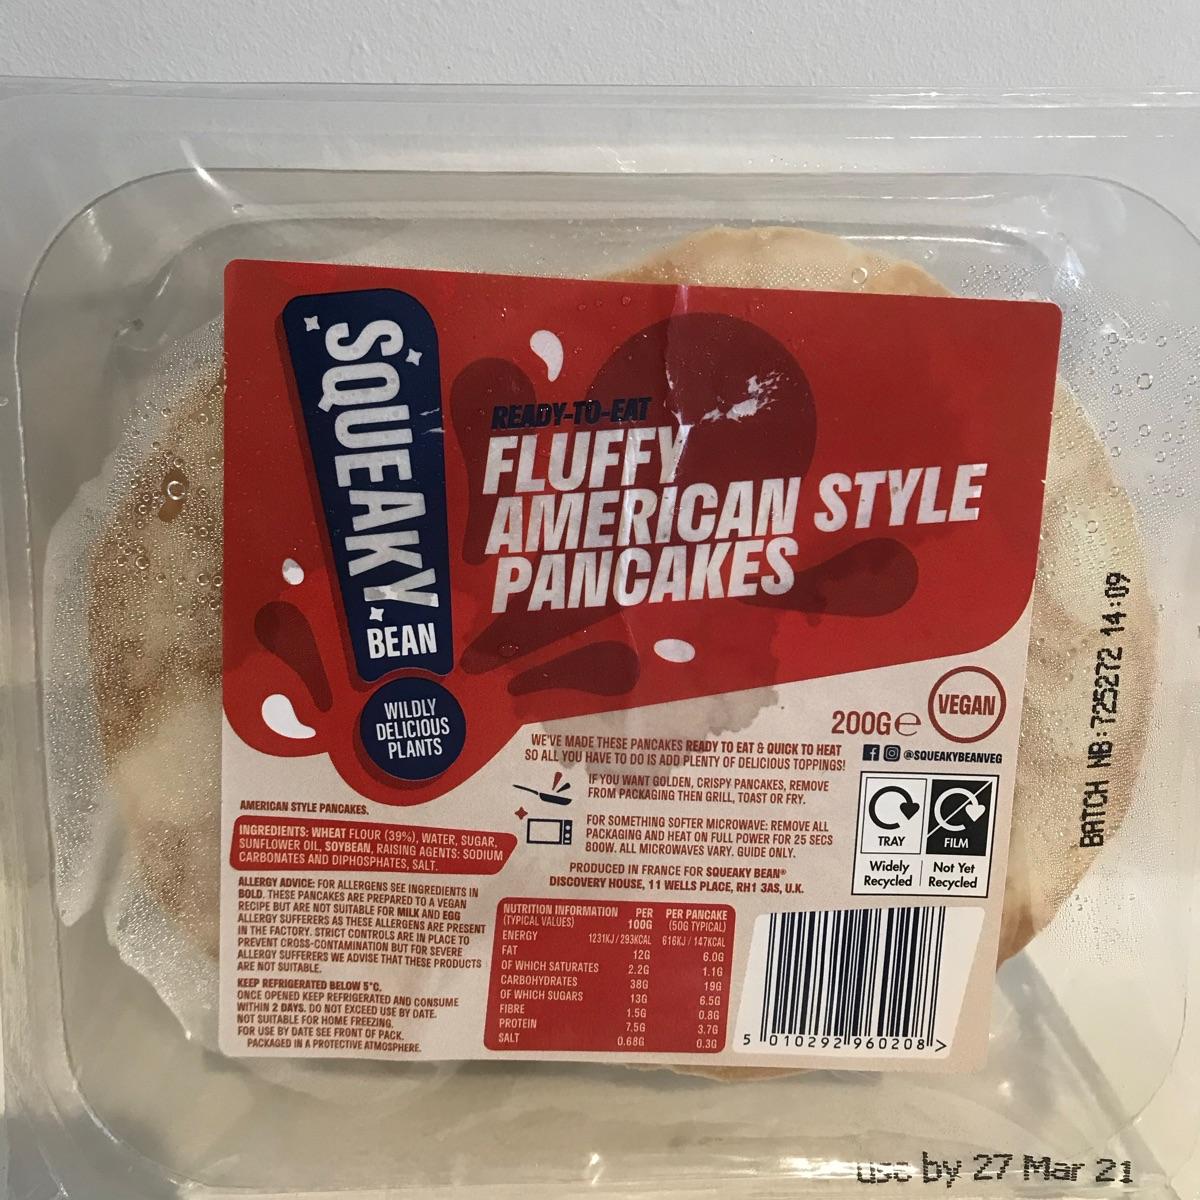 SQUEAKY
BEAN
WILDLY
DELICIOUS
PLANTS
READY-TO-EAT
FLUFFY
AMERICAN STYLE
PANCAKES
200G℮
VEGAN
@SQUEAKYBEANVEG
WE'VE MADE THESE PANCAKES READY TO EAT & QUICK TO HEAT
SO ALL YOU HAVE TO DO IS ADD PLENTY OF DELICIOUS TOPPINGS!
IF YOU WANT GOLDEN, CRISPY PANCAKES, REMOVE
FROM PACKAGING THEN GRILL, TOAST OR FRY.
FOR SOMETHING SOFTER MICROWAVE: REMOVE ALL
PACKAGING AND HEAT ON FULL POWER FOR 25 SECS
800W. ALL MICROWAVES VARY. GUIDE ONLY.
PRODUCED IN FRANCE FOR SQUEAKY BEAN®
DISCOVERY HOUSE, 11 WELLS PLACE, RH1 3AS, U.K.
TRAY
Widely
Recycled
FILM
Not Yet
Recycled
AMERICAN STYLE PANCAKES.
INGREDIENTS: WHEAT FLOUR (39%), WATER, SUGAR,
SUNFLOWER OIL, SOYBEAN, RAISING AGENTS: SODIUM
CARBONATES AND DIPHOSPHATES, SALT.
ALLERGY ADVICE: FOR ALLERGENS SEE INGREDIENTS IN
BOLD. THESE PANCAKES ARE PREPARED TO A VEGAN
RECIPE BUT ARE NOT SUITABLE FOR MILK AND EGG
ALLERGY SUFFERERS AS THESE ALLERGENS ARE PRESENT
IN THE FACTORY. STRICT CONTROLS ARE IN PLACE TO
PREVENT CROSS-CONTAMINATION BUT FOR SEVERE
ALLERGY SUFFERERS WE ADVISE THAT THESE PRODUCTS
ARE NOT SUITABLE.
KEEP REFRIGERATED BELOW 5°C.
ONCE OPENED KEEP REFRIGERATED AND CONSUME
WITHIN 2 DAYS. DO NOT EXCEED USE BY DATE.
NOT SUITABLE FOR HOME FREEZING.
FOR USE BY DATE SEE FRONT OF PACK.
PACKAGED IN A PROTECTIVE ATMOSPHERE.
NUTRITION INFORMATION PER PER PANCAKE
(TYPICAL VALUES) 100G (50G TYPICAL)
ENERGY 1231KJ / 293KCAL 616KJ / 147KCAL
FAT 12G 6.0G
OF WHICH SATURATES 2.2G 1.1G
CARBOHYDRATES 38G 19G
OF WHICH SUGARS 13G 6.5G
FIBRE 1.5G 0.8G
PROTEIN 7.5G 3.7G
SALT 0.68G 0.3G
5 010292 960208 >
BATCH NB:725272 14:09
use by 27 Mar 21